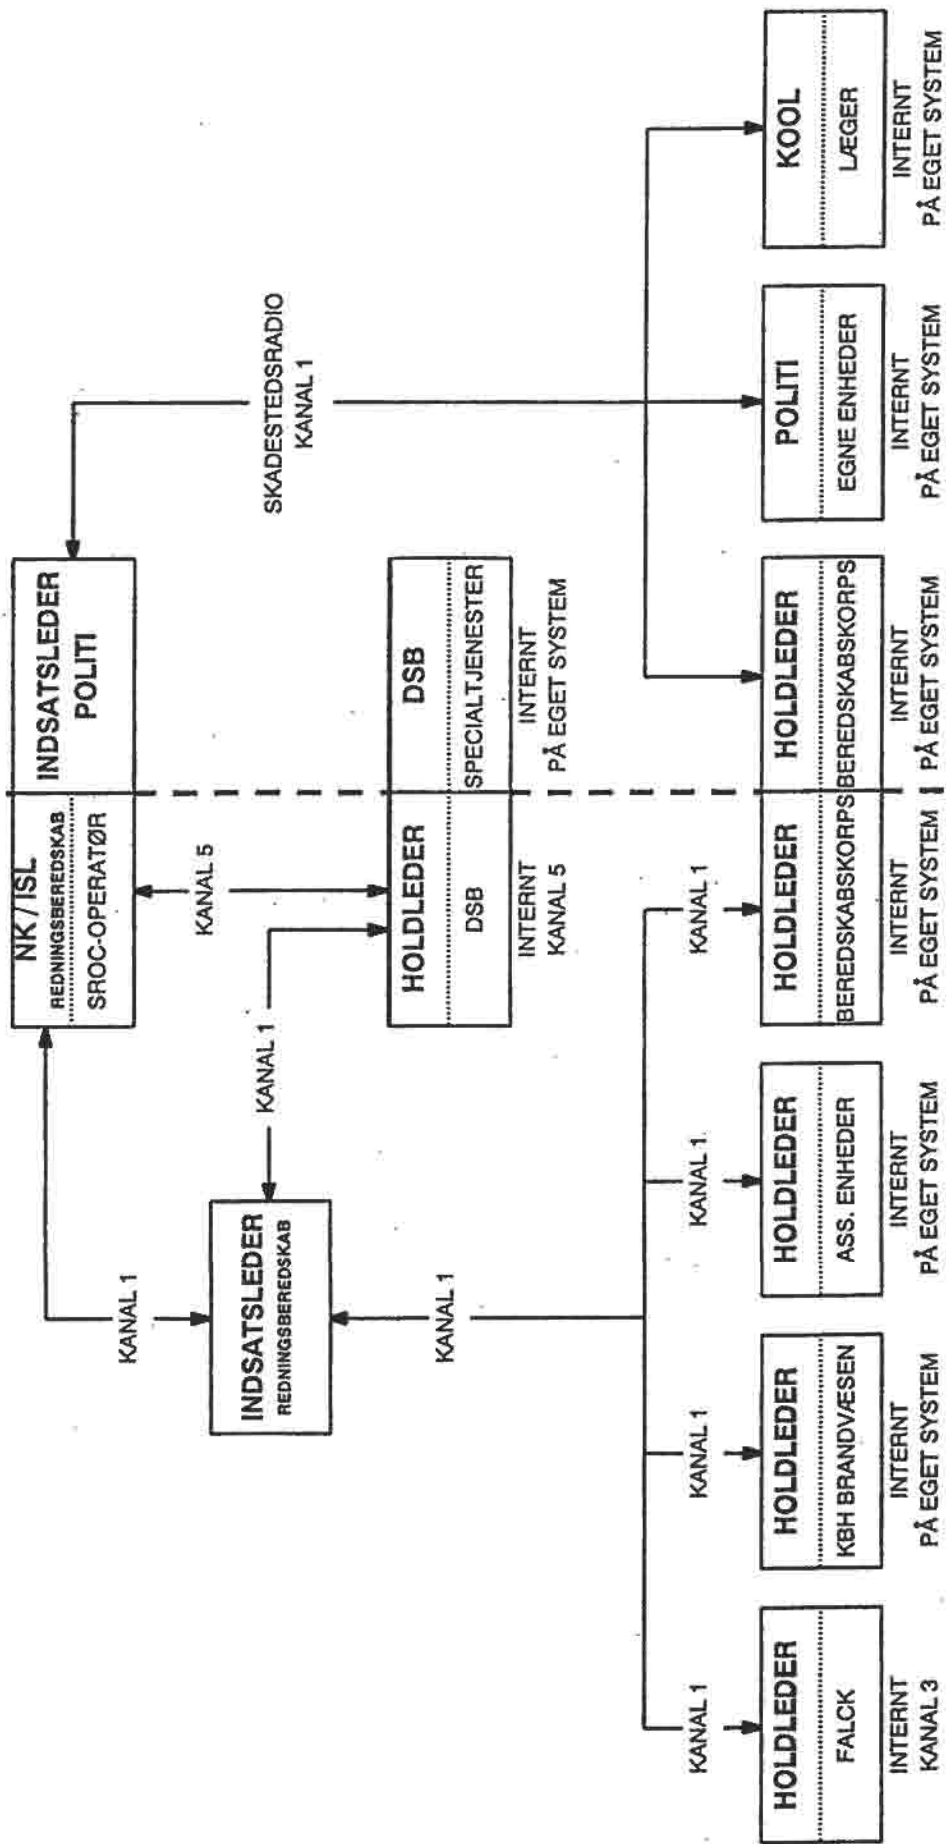 NK / ISL
REDNINGSBEREDSKAB
SROC-OPERATØR
INDSATSLEDER
POLITI
KANAL 1
INDSATSLEDER
REDNINGSBEREDSKAB
KANAL 1
KANAL 5
SKADESTEDSRADIO
KANAL 1
HOLDLEDER
DSB
INTERNT
KANAL 5
DSB
SPECIALTJENESTER
INTERNT
PÅ EGET SYSTEM
KANAL 1
KANAL 1
KANAL 1
KANAL 1
KANAL 1
HOLDLEDER
FALCK
INTERNT
KANAL 3
HOLDLEDER
KBH BRANDVÆSEN
INTERNT
PÅ EGET SYSTEM
HOLDLEDER
ASS. ENHEDER
INTERNT
PÅ EGET SYSTEM
HOLDLEDER
BEREDSKABSKORPS
INTERNT
PÅ EGET SYSTEM
HOLDLEDER
BEREDSKABSKORPS
INTERNT
PÅ EGET SYSTEM
POLITI
EGNE ENHEDER
INTERNT
PÅ EGET SYSTEM
KOOL
LÆGER
INTERNT
PÅ EGET SYSTEM